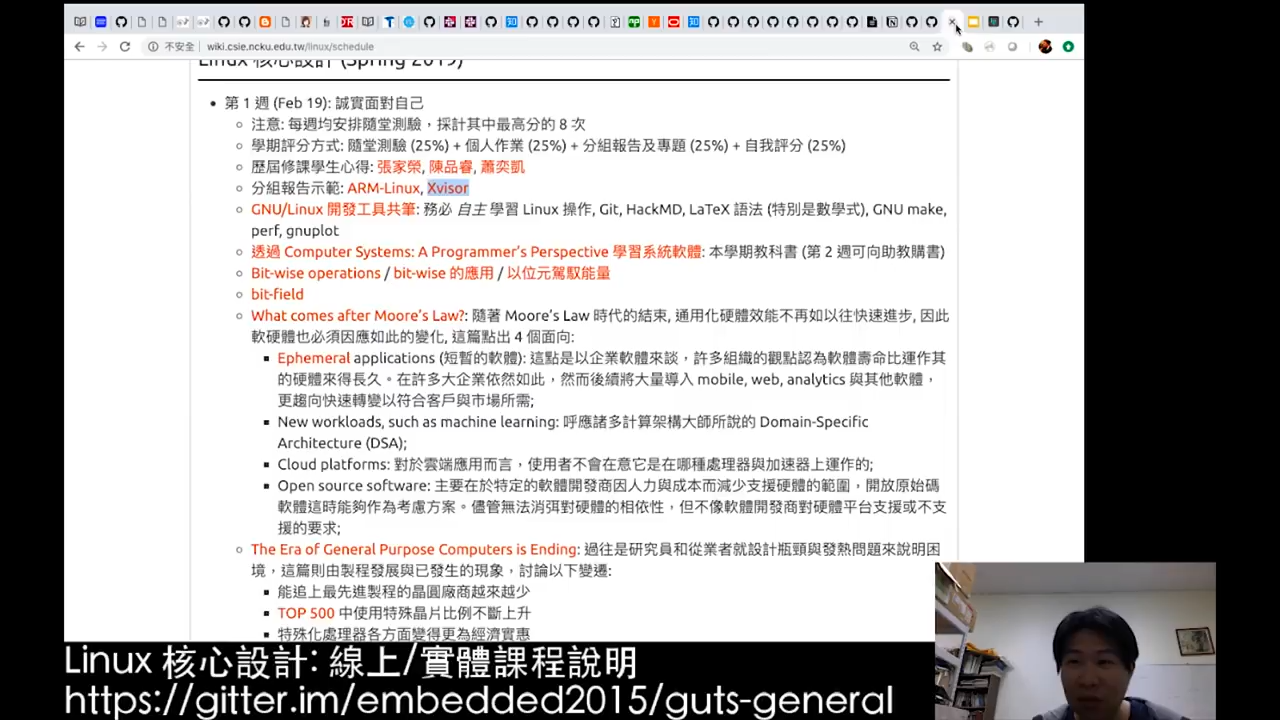 不安全
wiki.csie.ncku.edu.tw/linux/schedule
Linux 核心設計 (Spring 2019)
第 1 週 (Feb 19): 誠實面對自己
注意: 每週均安排隨堂測驗，採計其中最高分的 8 次
學期評分方式: 隨堂測驗 (25%) + 個人作業 (25%) + 分組報告及專題 (25%) + 自我評分 (25%)
歷屆修課學生心得: 張家榮, 陳品睿, 蕭奕凱
分組報告示範: ARM-Linux, Xvisor
GNU/Linux 開發工具共筆: 務必 自主 學習 Linux 操作, Git, HackMD, LaTeX 語法 (特別是數學式), GNU make,
perf, gnuplot
透過 Computer Systems: A Programmer's Perspective 學習系統軟體: 本學期教科書 (第 2 週可向助教購書)
Bit-wise operations / bit-wise 的應用 / 以位元駕馭能量
bit-field
What comes after Moore's Law?: 隨著 Moore's Law 時代的結束, 通用化硬體效能不再如以往快速進步, 因此
軟硬體也必須因應如此的變化, 這篇點出 4 個面向:
Ephemeral applications (短暫的軟體): 這點是以企業軟體來談，許多組織的觀點認為軟體壽命比運作其
的硬體來得長久。在許多大企業依然如此，然而後續將大量導入 mobile, web, analytics 與其他軟體，
更趨向快速轉變以符合客戶與市場所需;
New workloads, such as machine learning: 呼應諸多計算架構大師所說的 Domain-Specific
Architecture (DSA);
Cloud platforms: 對於雲端應用而言，使用者不會在意它是在哪種處理器與加速器上運作的;
Open source software: 主要在於特定的軟體開發商因人力與成本而減少支援硬體的範圍，開放原始碼
軟體這時能夠作為考慮方案。儘管無法消弭對硬體的相依性，但不像軟體開發商對硬體平台支援或不支
援的要求;
The Era of General Purpose Computers is Ending: 過往是研究員和從業者就設計瓶頸與發熱問題來說明困
境，這篇則由製程發展與已發生的現象，討論以下變遷:
能追上最先進製程的晶圓廠商越來越少
TOP 500 中使用特殊晶片比例不斷上升
特殊化處理器各方面變得更為經濟實惠
Linux 核心設計: 線上/實體課程說明
https://gitter.im/embedded2015/guts-general